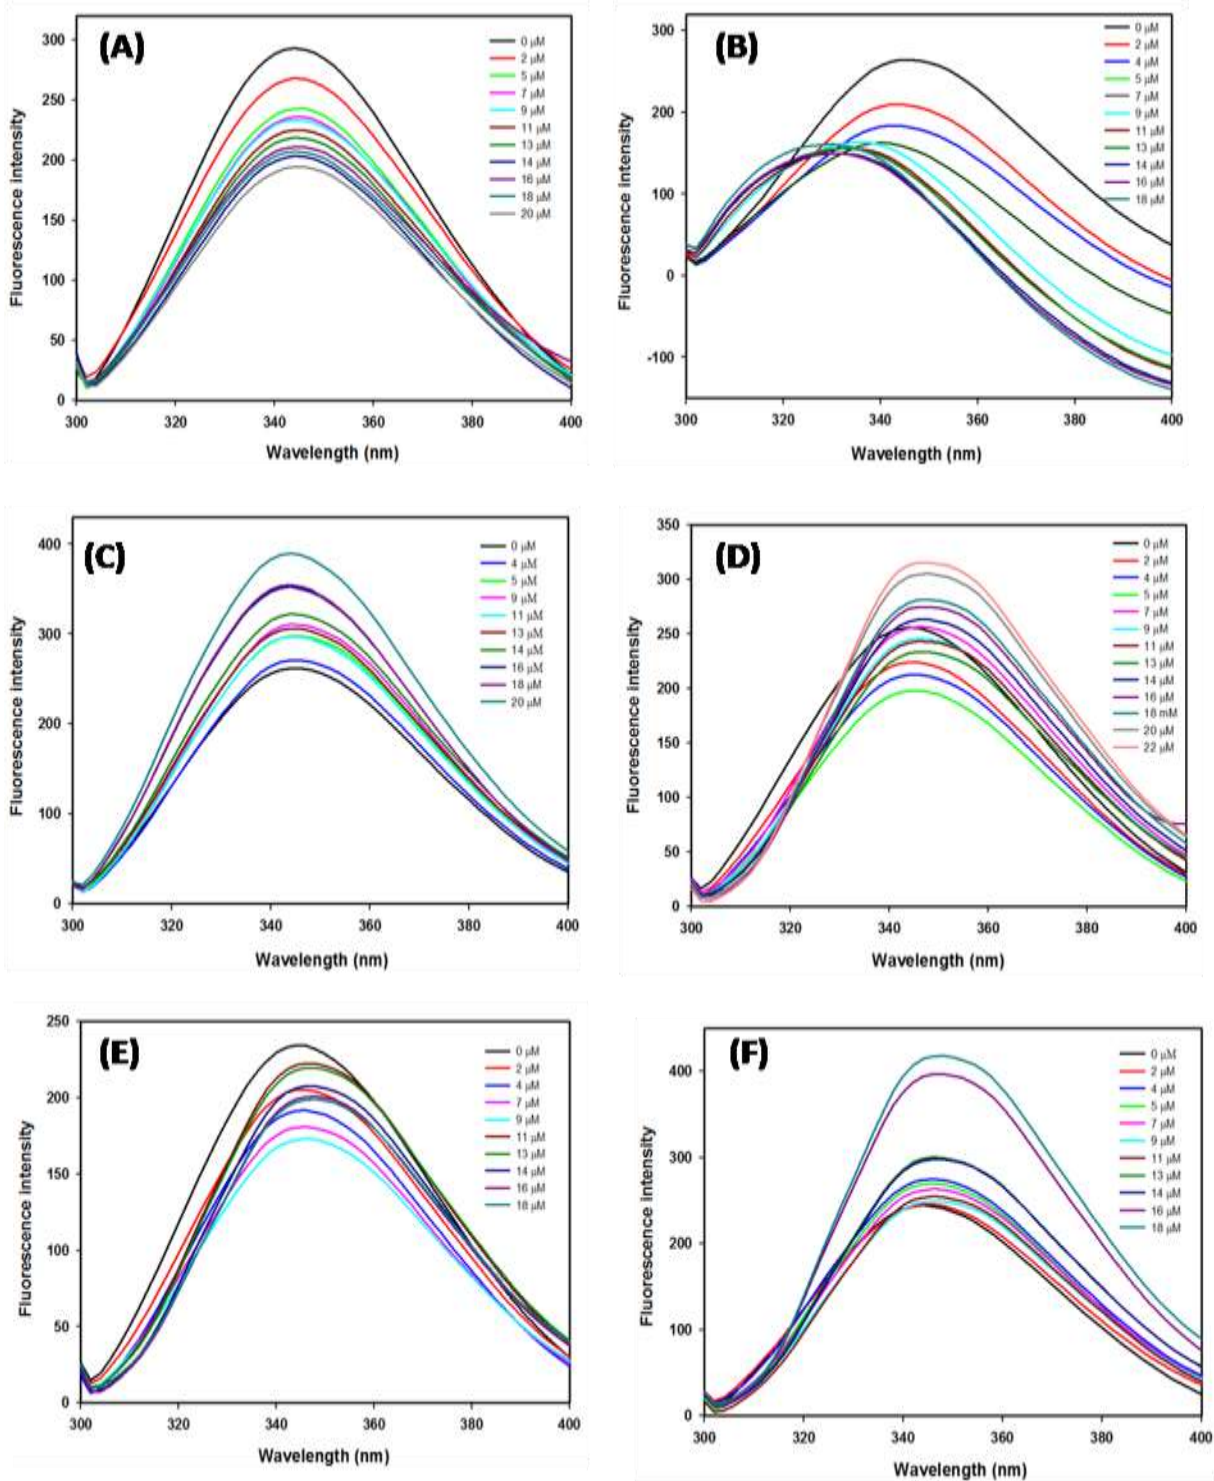 (A)
Fluorescence intensity
300
250
200
150
100
50
0
300 320 340 360 380 400
Wavelength (nm)
0 µM
2 µM
5 µM
7 µM
9 µM
11 µM
13 µM
14 µM
16 µM
18 µM
20 µM
(B)
Fluorescence intensity
300
200
100
0
-100
300 320 340 360 380 400
Wavelength (nm)
0 µM
2 µM
4 µM
5 µM
7 µM
9 µM
11 µM
13 µM
14 µM
16 µM
18 µM
(C)
Fluorescence intensity
400
300
200
100
0
300 320 340 360 380 400
Wavelength (nm)
0 µM
4 µM
5 µM
9 µM
11 µM
13 µM
14 µM
16 µM
18 µM
20 µM
(D)
Fluorescence intensity
350
300
250
200
150
100
50
0
300 320 340 360 380 400
Wavelength (nm)
0 µM
2 µM
4 µM
5 µM
7 µM
9 µM
11 µM
13 µM
14 µM
16 µM
18 mM
20 µM
22 µM
(E)
Fluorescence intensity
250
200
150
100
50
0
300 320 340 360 380 400
Wavelength (nm)
0 µM
2 µM
4 µM
7 µM
9 µM
11 µM
13 µM
14 µM
16 µM
18 µM
(F)
Fluorescence intensity
400
300
200
100
0
300 320 340 360 380 400
Wavelength (nm)
0 µM
2 µM
4 µM
5 µM
7 µM
9 µM
11 µM
13 µM
14 µM
16 µM
18 µM